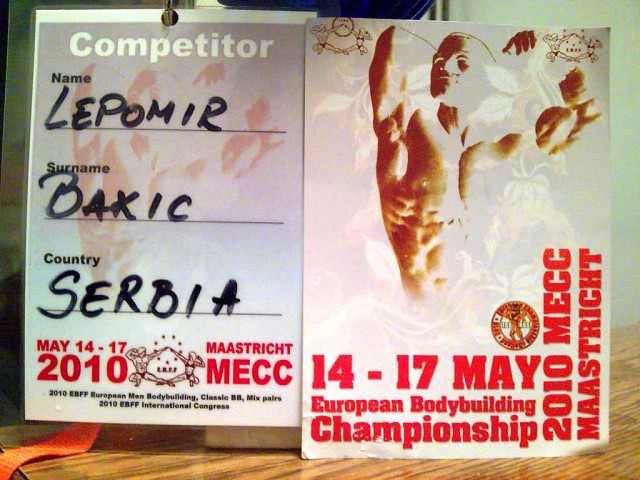 Competitor
Name
LEPOMIR
Surname
BAKIC
Country
SERBIA
MAY 14 - 17
2010
E.B.F.F
MAASTRICHT
MECC
2010 EBFF European Men Bodybuilding, Classic BB, Mix pairs
2010 EBFF International Congress
14 - 17 MAY
European Bodybuilding
Championship
2010 MECC
MAASTRICHT